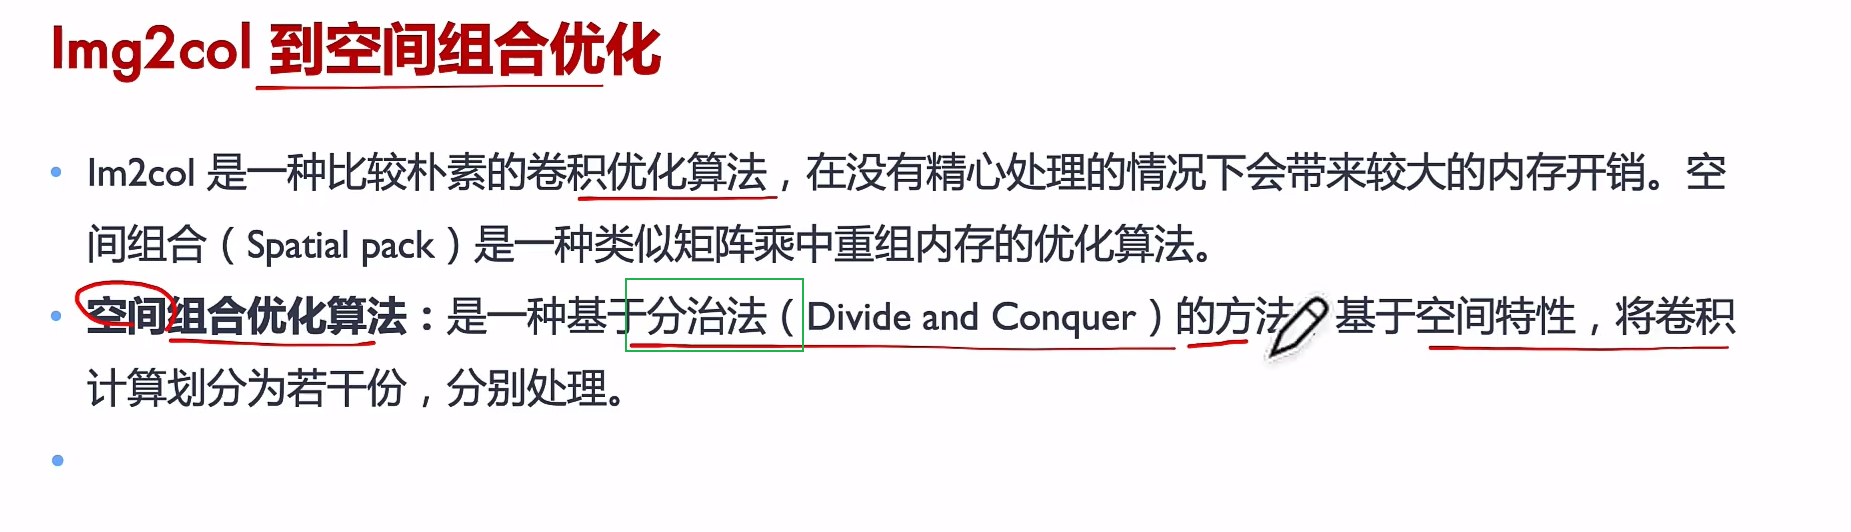 Img2col 到空间组合优化
Im2col 是一种比较朴素的卷积优化算法，在没有精心处理的情况下会带来较大的内存开销。空
间组合（Spatial pack）是一种类似矩阵乘中重组内存的优化算法。
空间组合优化算法：是一种基于分治法（Divide and Conquer）的方法 基于空间特性，将卷积
计算划分为若干份，分别处理。